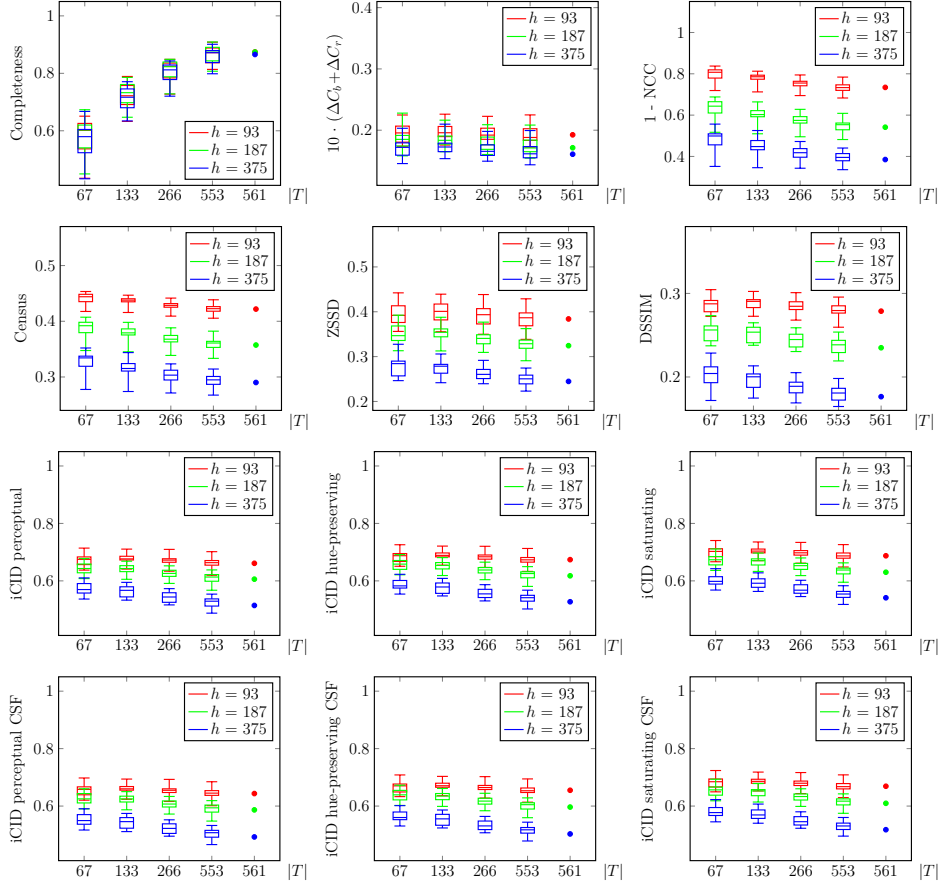 Completeness
1
0.8
0.6
h = 93
h = 187
h = 375
67 133 266 553 561 |T|
10 · (ΔC_b + ΔC_r)
0.4
0.2
h = 93
h = 187
h = 375
67 133 266 553 561 |T|
1 - NCC
1
0.8
0.6
0.4
h = 93
h = 187
h = 375
67 133 266 553 561 |T|
Census
0.5
0.4
0.3
h = 93
h = 187
h = 375
67 133 266 553 561 |T|
ZSSD
0.5
0.4
0.3
0.2
h = 93
h = 187
h = 375
67 133 266 553 561 |T|
DSSIM
0.3
0.2
h = 93
h = 187
h = 375
67 133 266 553 561 |T|
iCID perceptual
1
0.8
0.6
h = 93
h = 187
h = 375
67 133 266 553 561 |T|
iCID hue-preserving
1
0.8
0.6
h = 93
h = 187
h = 375
67 133 266 553 561 |T|
iCID saturating
1
0.8
0.6
h = 93
h = 187
h = 375
67 133 266 553 561 |T|
iCID perceptual CSF
1
0.8
0.6
h = 93
h = 187
h = 375
67 133 266 553 561 |T|
iCID hue-preserving CSF
1
0.8
0.6
h = 93
h = 187
h = 375
67 133 266 553 561 |T|
iCID saturating CSF
1
0.8
0.6
h = 93
h = 187
h = 375
67 133 266 553 561 |T|